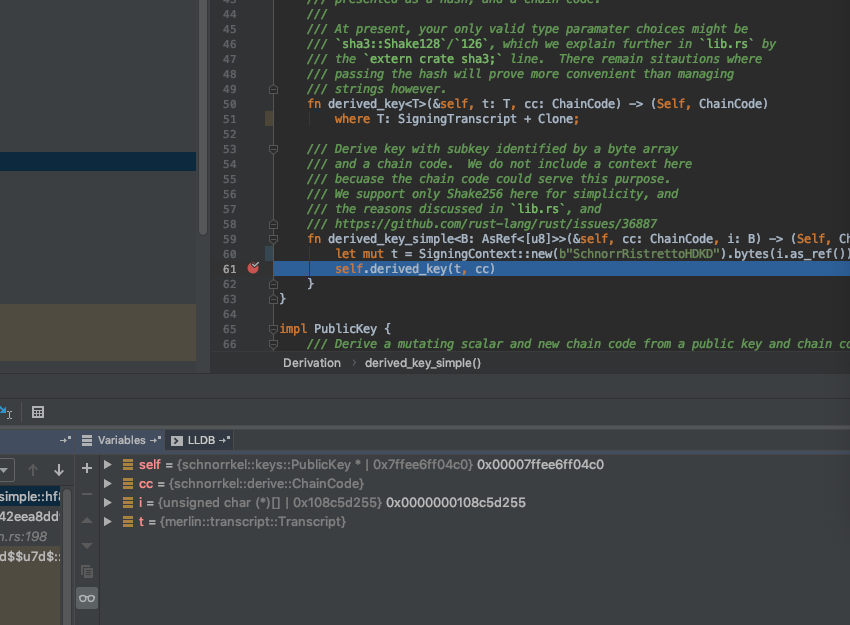 /// presented as a hash, and a chain code.
44 ///
45 /// At present, your only valid type paramater choices might be
46 /// `sha3::Shake128`/`126`, which we explain further in `lib.rs` by
47 /// the `extern crate sha3;` line.  There remain sitautions where
48 /// passing the hash will prove more convenient than managing
49 /// strings however.
50 fn derived_key<T>(&self, t: T, cc: ChainCode) -> (Self, ChainCode)
51 where T: SigningTranscript + Clone;
52
53 /// Derive key with subkey identified by a byte array
54 /// and a chain code.  We do not include a context here
55 /// becuase the chain code could serve this purpose.
56 /// We support only Shake256 here for simplicity, and
57 /// the reasons discussed in `lib.rs`, and
58 /// https://github.com/rust-lang/rust/issues/36887
59 fn derived_key_simple<B: AsRef<[u8]>>(&self, cc: ChainCode, i: B) -> (Self, Ch
60 let mut t = SigningContext::new(b"SchnorrRistrettoHDKD").bytes(i.as_ref())
61 self.derived_key(t, cc)
62 }
63 }
64
65 impl PublicKey {
66 /// Derive a mutating scalar and new chain code from a public key and chain co
Derivation › derived_key_simple()
Variables LLDB
self = {schnorrkel::keys::PublicKey * | 0x7ffee6ff04c0} 0x00007ffee6ff04c0
cc = {schnorrkel::derive::ChainCode}
i = {unsigned char (*)[] | 0x108c5d255} 0x0000000108c5d255
t = {merlin::transcript::Transcript}
simple::hf8
42eea8dd
n.rs:198
d$$u7d$::